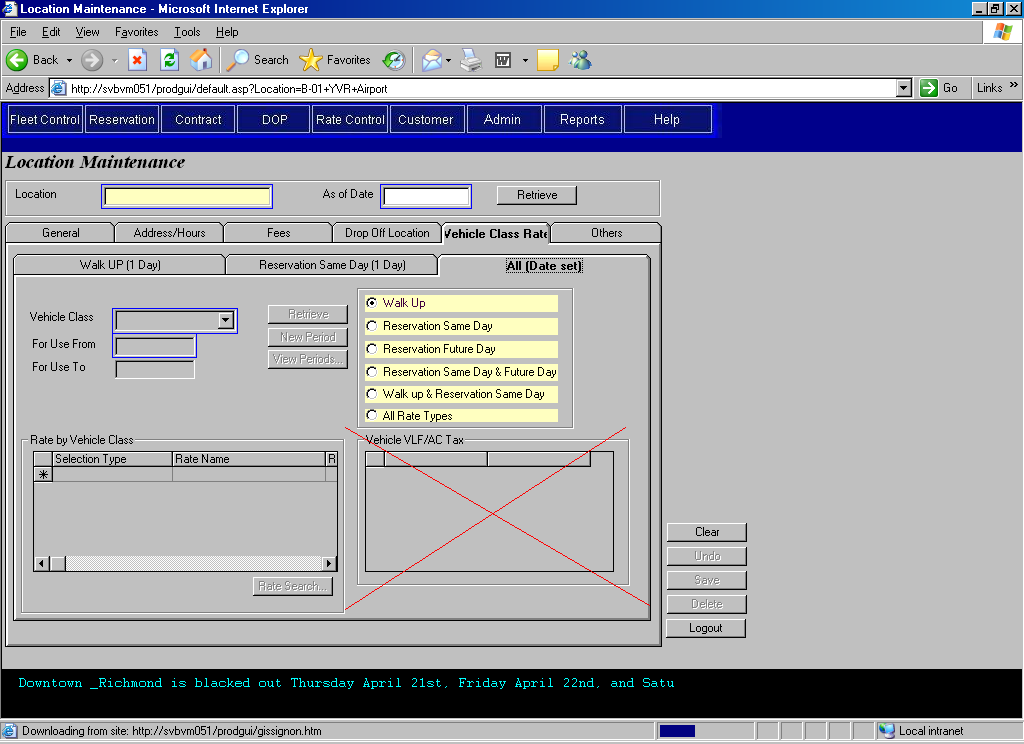 Location Maintenance - Microsoft Internet Explorer
File Edit View Favorites Tools Help
Back Search Favorites
Address http://svbvm051/prodgui/default.asp?Location=B-01+YVR+Airport Go Links »
Fleet Control Reservation Contract DOP Rate Control Customer Admin Reports Help
Location Maintenance
Location As of Date Retrieve
General Address/Hours Fees Drop Off Location Vehicle Class Rate Others
Walk UP (1 Day) Reservation Same Day (1 Day) All (Date set)
Vehicle Class
For Use From
For Use To
Retrieve
New Period
View Periods...
Walk Up
Reservation Same Day
Reservation Future Day
Reservation Same Day & Future Day
Walk up & Reservation Same Day
All Rate Types
Rate by Vehicle Class
Selection Type Rate Name R
Rate Search...
Vehicle VLF/AC Tax
Clear
Undo
Save
Delete
Logout
Downtown _Richmond is blacked out Thursday April 21st, Friday April 22nd, and Satu
Downloading from site: http://svbvm051/prodgui/gissignon.htm Local intranet